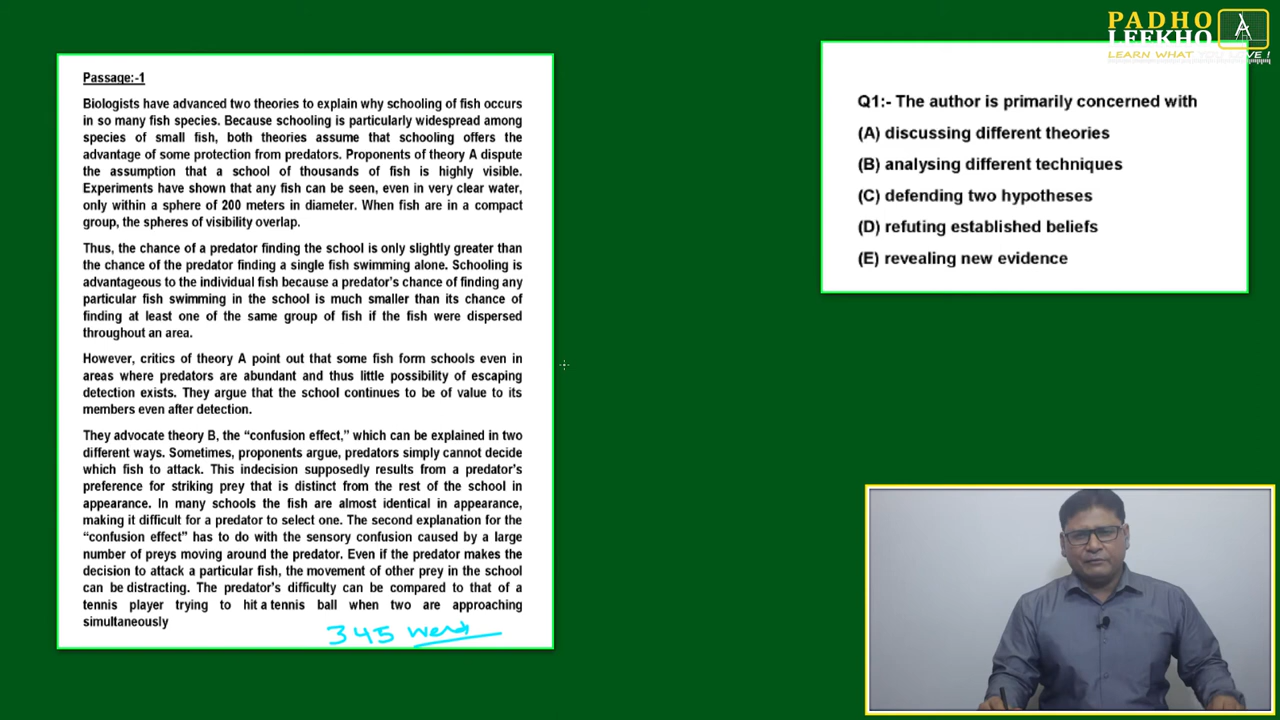 PADHO
LEEKHO
LEARN WHAT YOU LOVE !
Passage:-1
Biologists have advanced two theories to explain why schooling of fish occurs
in so many fish species. Because schooling is particularly widespread among
species of small fish, both theories assume that schooling offers the
advantage of some protection from predators. Proponents of theory A dispute
the assumption that a school of thousands of fish is highly visible.
Experiments have shown that any fish can be seen, even in very clear water,
only within a sphere of 200 meters in diameter. When fish are in a compact
group, the spheres of visibility overlap.
Thus, the chance of a predator finding the school is only slightly greater than
the chance of the predator finding a single fish swimming alone. Schooling is
advantageous to the individual fish because a predator's chance of finding any
particular fish swimming in the school is much smaller than its chance of
finding at least one of the same group of fish if the fish were dispersed
throughout an area.
However, critics of theory A point out that some fish form schools even in
areas where predators are abundant and thus little possibility of escaping
detection exists. They argue that the school continues to be of value to its
members even after detection.
They advocate theory B, the “confusion effect,” which can be explained in two
different ways. Sometimes, proponents argue, predators simply cannot decide
which fish to attack. This indecision supposedly results from a predator's
preference for striking prey that is distinct from the rest of the school in
appearance. In many schools the fish are almost identical in appearance,
making it difficult for a predator to select one. The second explanation for the
“confusion effect” has to do with the sensory confusion caused by a large
number of preys moving around the predator. Even if the predator makes the
decision to attack a particular fish, the movement of other prey in the school
can be distracting. The predator's difficulty can be compared to that of a
tennis player trying to hit a tennis ball when two are approaching
simultaneously
345
Q1:- The author is primarily concerned with
(A) discussing different theories
(B) analysing different techniques
(C) defending two hypotheses
(D) refuting established beliefs
(E) revealing new evidence